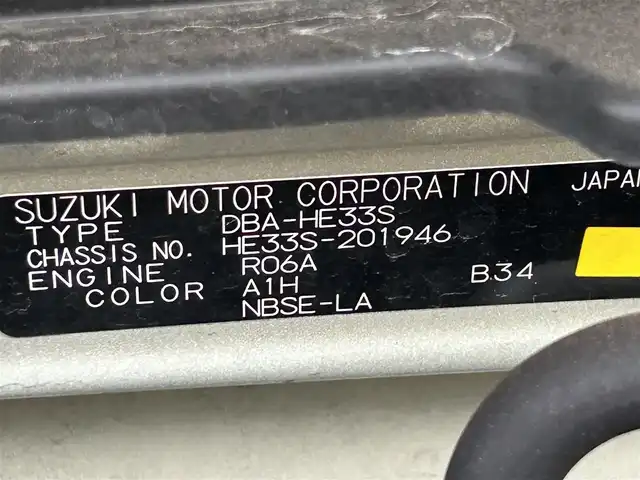 SUZUKI MOTOR CORPORATION JAPAN
TYPE DBA-HE33S
CHASSIS NO. HE33S-201946
ENGINE R06A
COLOR A1H B34
NBSE-LA